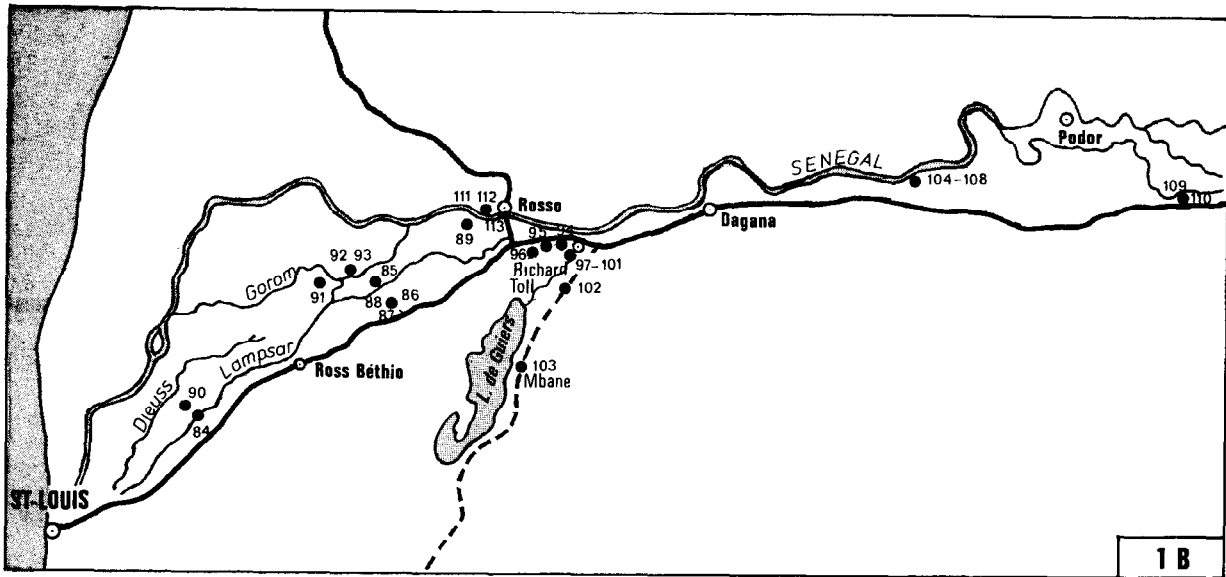 SENEGAL
Podor
104-108
109
110
111 112
Rosso
113
89
Dagana
95 94
96
97-101
Richard
Toll
102
92 93
Gorom
91
85
88 86
87
L. de Guiers
103
Mbane
Ross Béthio
Lampsar
Dieuss
90
84
ST-LOUIS
1 B